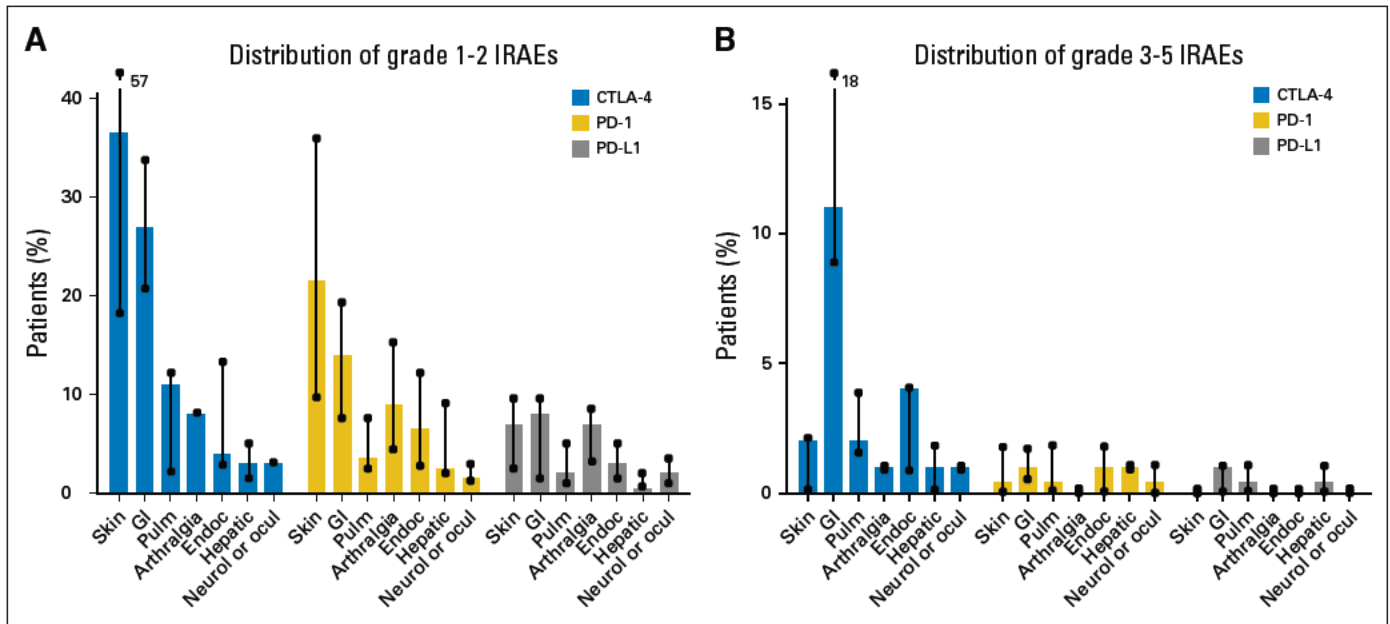 A
Distribution of grade 1-2 IRAEs
57
CTLA-4
PD-1
PD-L1
Patients (%)
40
30
20
10
0
Skin
GI
Pulm
Arthralgia
Endoc
Hepatic
Neurol or ocul
Skin
GI
Pulm
Arthralgia
Endoc
Hepatic
Neurol or ocul
Skin
GI
Pulm
Arthralgia
Endoc
Hepatic
Neurol or ocul
B
Distribution of grade 3-5 IRAEs
18
CTLA-4
PD-1
PD-L1
Patients (%)
15
10
5
0
Skin
GI
Pulm
Arthralgia
Endoc
Hepatic
Neurol or ocul
Skin
GI
Pulm
Arthralgia
Endoc
Hepatic
Neurol or ocul
Skin
GI
Pulm
Arthralgia
Endoc
Hepatic
Neurol or ocul